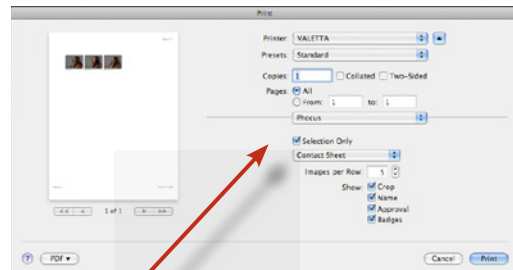 Print
Printer: VALETTA
Presets: Standard
Copies: 1 Collated Two-Sided
Pages: All
From: 1 to: 1
Phocus
Selection Only
Contact Sheet
Images per Row: 5
Show: Crop
Name
Approval
Badges
1 of 1
? PDF Cancel Print